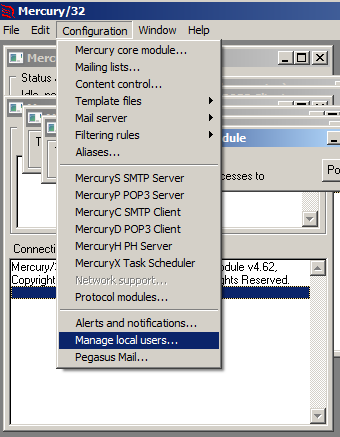 Mercury/32
File Edit Configuration Window Help
Mercury core module...
Mailing lists...
Content control...
Template files
Mail server
Filtering rules
Aliases...
MercuryS SMTP Server
MercuryP POP3 Server
MercuryC SMTP Client
MercuryD POP3 Client
MercuryH PH Server
MercuryX Task Scheduler
Network support...
Protocol modules...
Alerts and notifications...
Manage local users...
Pegasus Mail...
Merc
Status
dule
cesses to
Po
Connecti
Mercury/3 odule v4.62,
Copyright ghts Reserved.